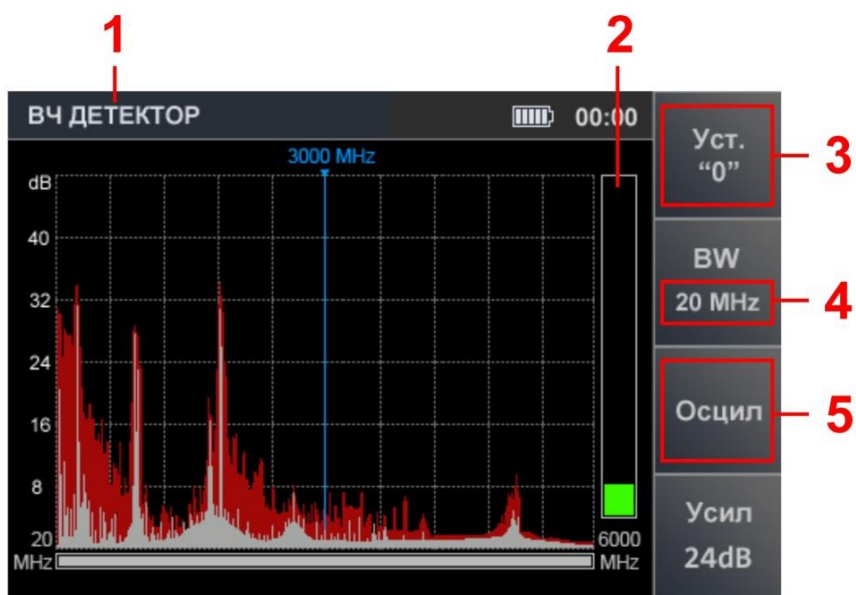 1
2
ВЧ ДЕТЕКТОР
00:00
3000 MHz
dB
40
32
24
16
8
20
MHz
6000
MHz
Уст.
“0”
3
BW
20 MHz
4
Осцил
5
Усил
24dB